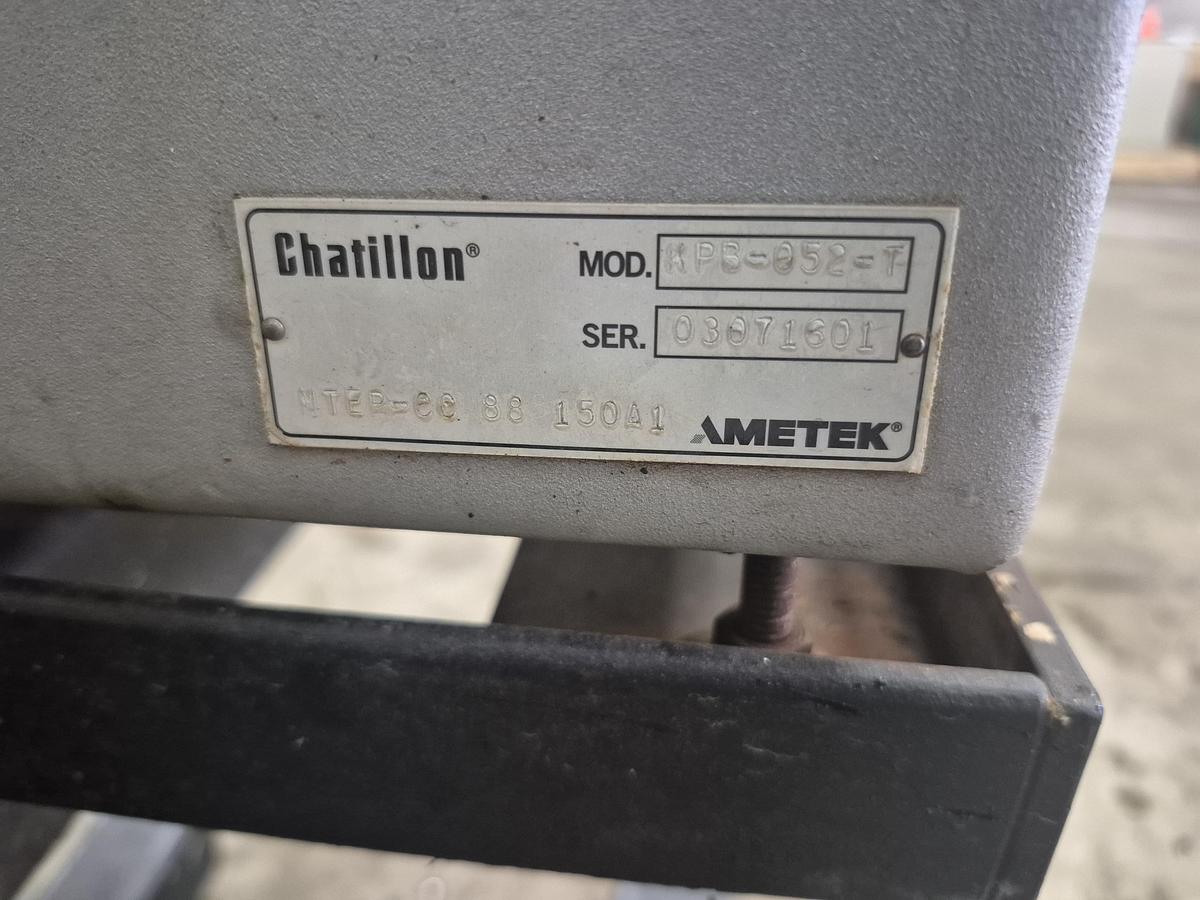 Chatillon®
MOD. KPB-052-T
SER. 03071601
NTEP-CC 88 150A1
AMETEK®